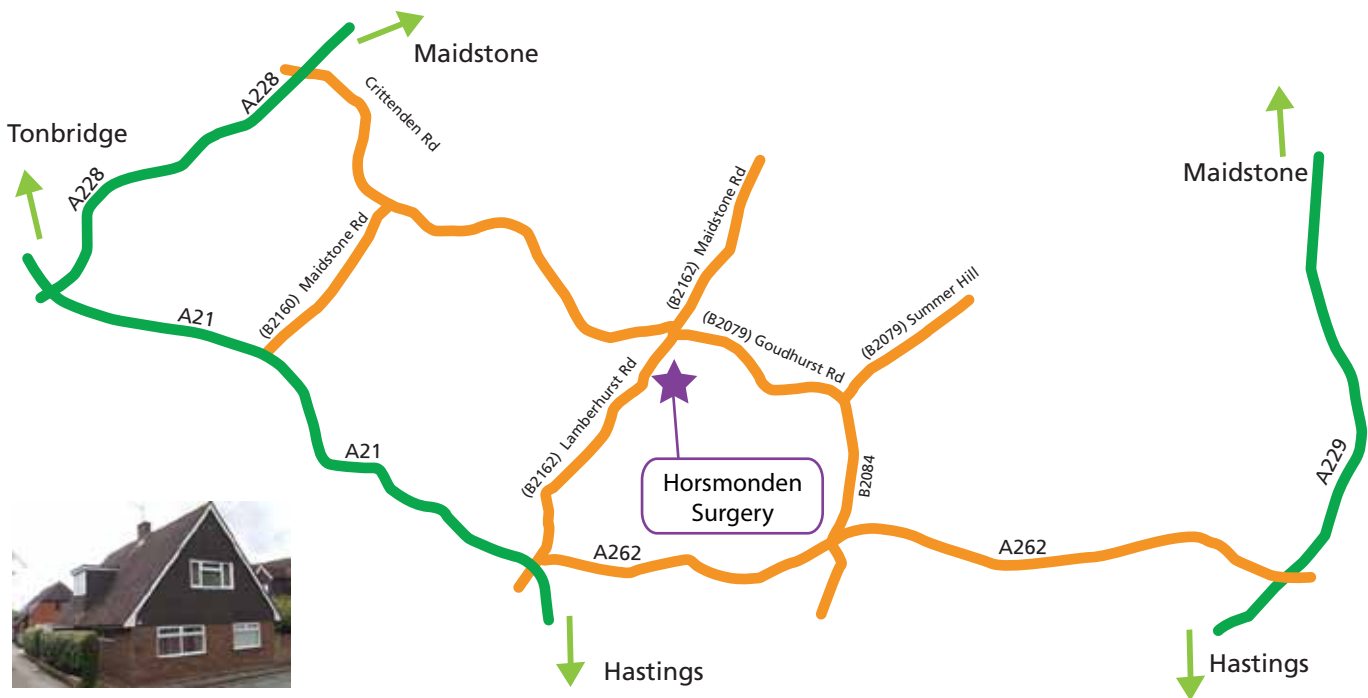 Maidstone
A228
Crittenden Rd
Tonbridge
A228
Maidstone
(B2162) Maidstone Rd
(B2160) Maidstone Rd
A21
(B2079) Summer Hill
(B2079) Goudhurst Rd
(B2162) Lamberhurst Rd
A21
A229
B2084
Horsmonden
Surgery
A262
A262
Hastings
Hastings